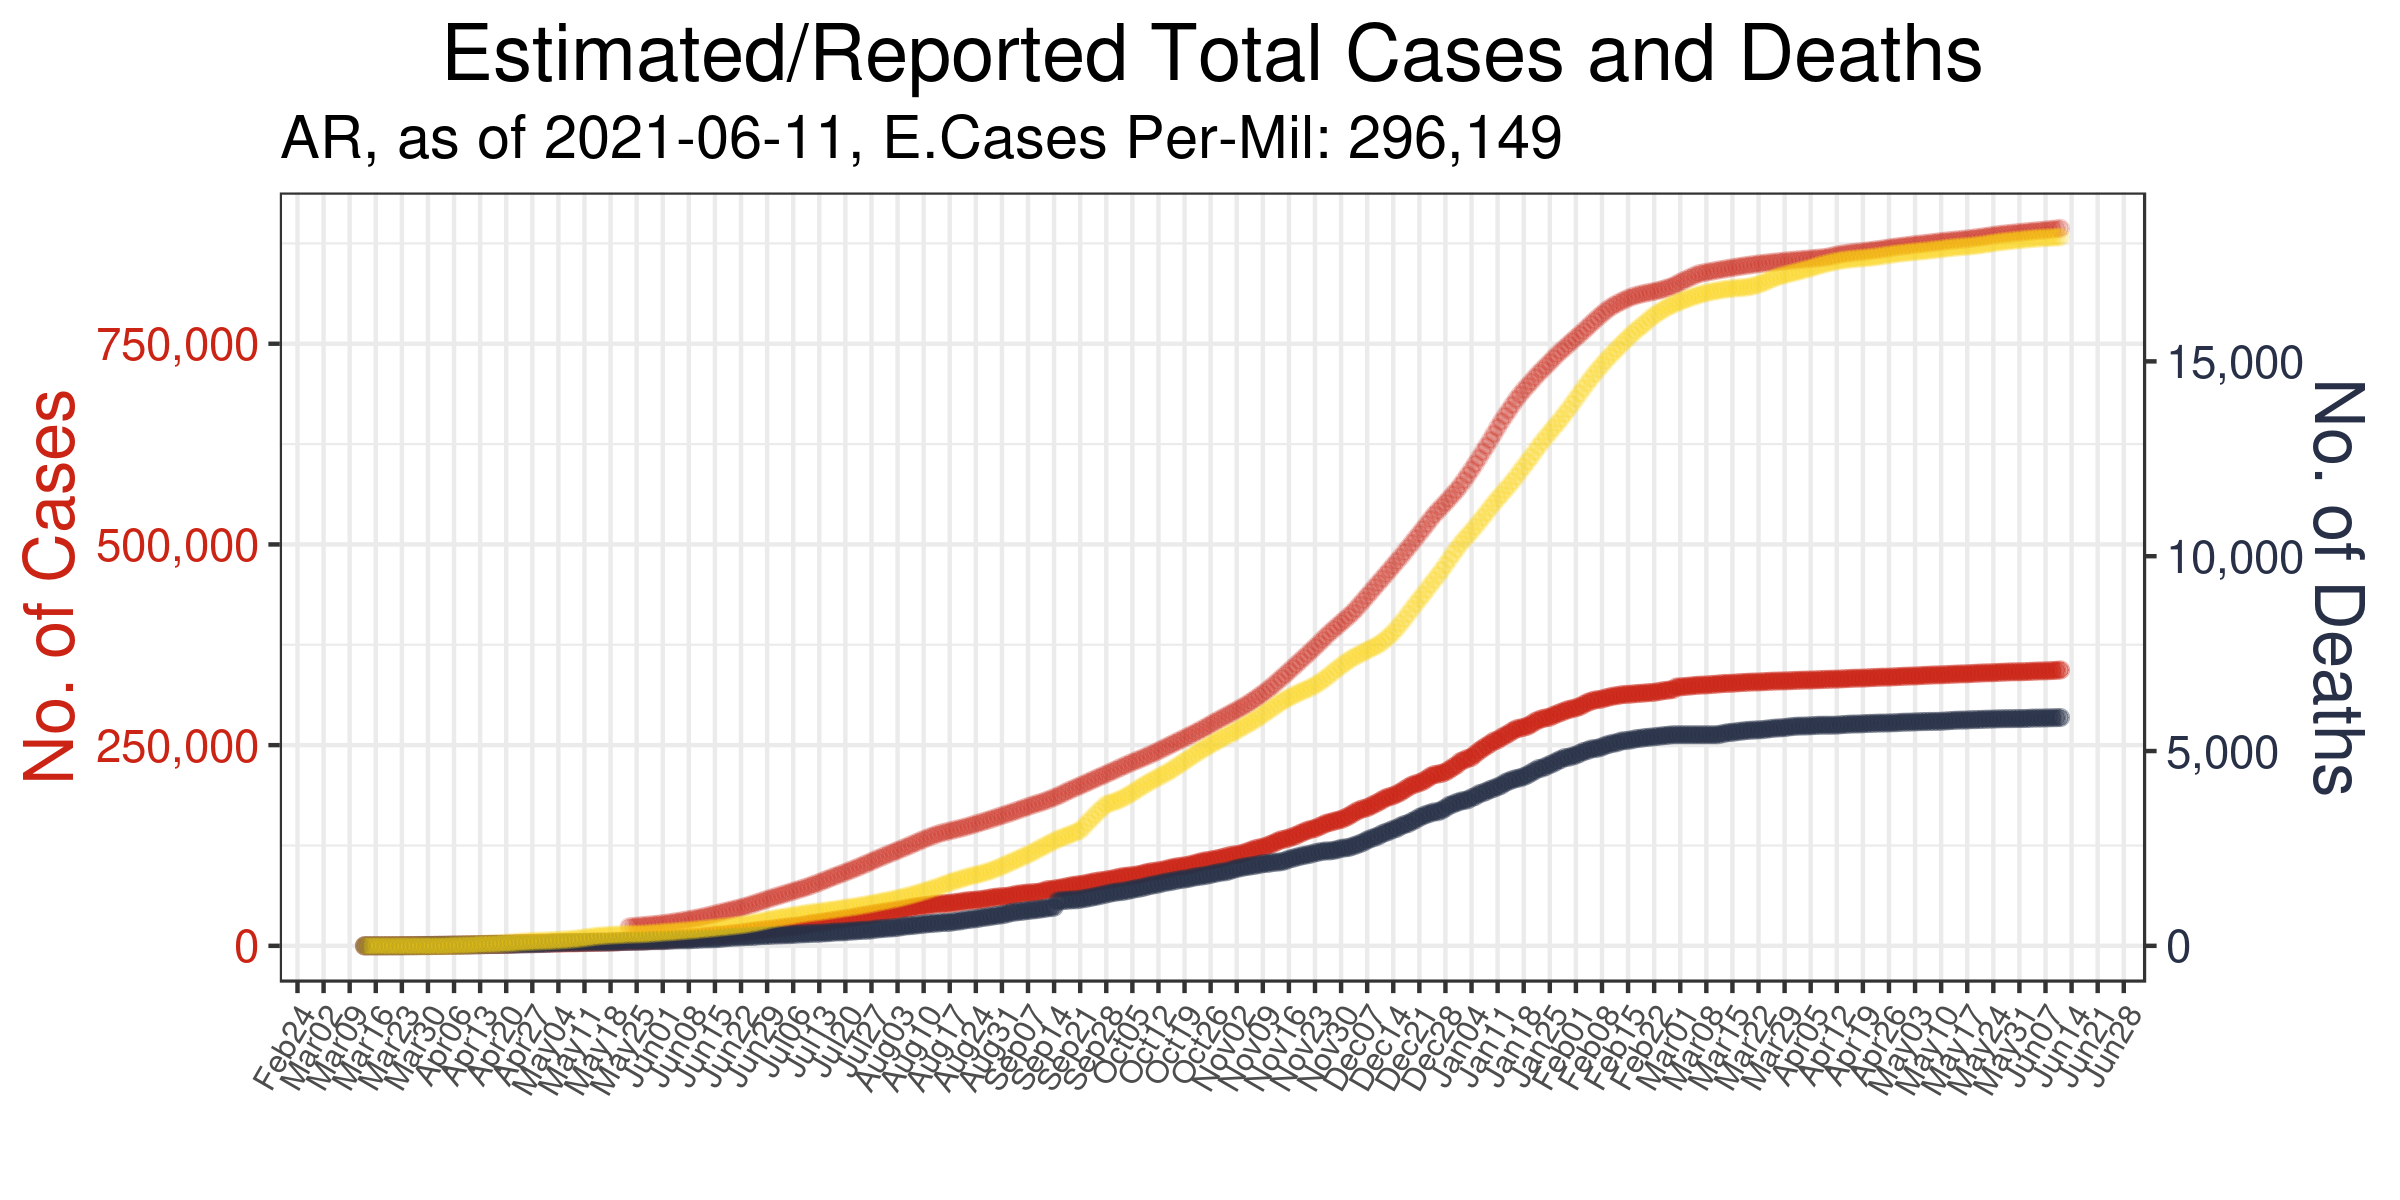 Estimated/Reported Total Cases and Deaths
AR, as of 2021-06-11, E.Cases Per-Mil: 296,149
No. of Cases
750,000
500,000
250,000
0
15,000
10,000
5,000
0
No. of Deaths
Feb24
Mar02
Mar09
Mar16
Mar23
Mar30
Apr06
Apr13
Apr20
Apr27
May04
May11
May18
May25
Jun01
Jun08
Jun15
Jun22
Jun29
Jul06
Jul13
Jul20
Jul27
Aug03
Aug10
Aug17
Aug24
Aug31
Sep07
Sep14
Sep21
Sep28
Oct05
Oct12
Oct19
Oct26
Nov02
Nov09
Nov16
Nov23
Nov30
Dec07
Dec14
Dec21
Dec28
Jan04
Jan11
Jan18
Jan25
Feb01
Feb08
Feb15
Feb22
Mar01
Mar08
Mar15
Mar22
Mar29
Apr05
Apr12
Apr19
Apr26
May03
May10
May17
May24
May31
Jun07
Jun14
Jun21
Jun28